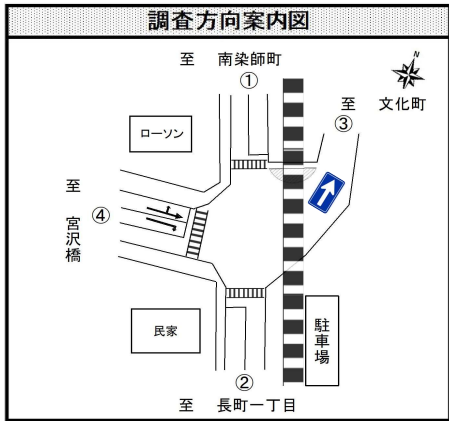 調査方向案内図
至 南染師町
①
N
至 文化町
③
ローソン
至 宮沢橋
④
民家
駐車場
②
至 長町一丁目